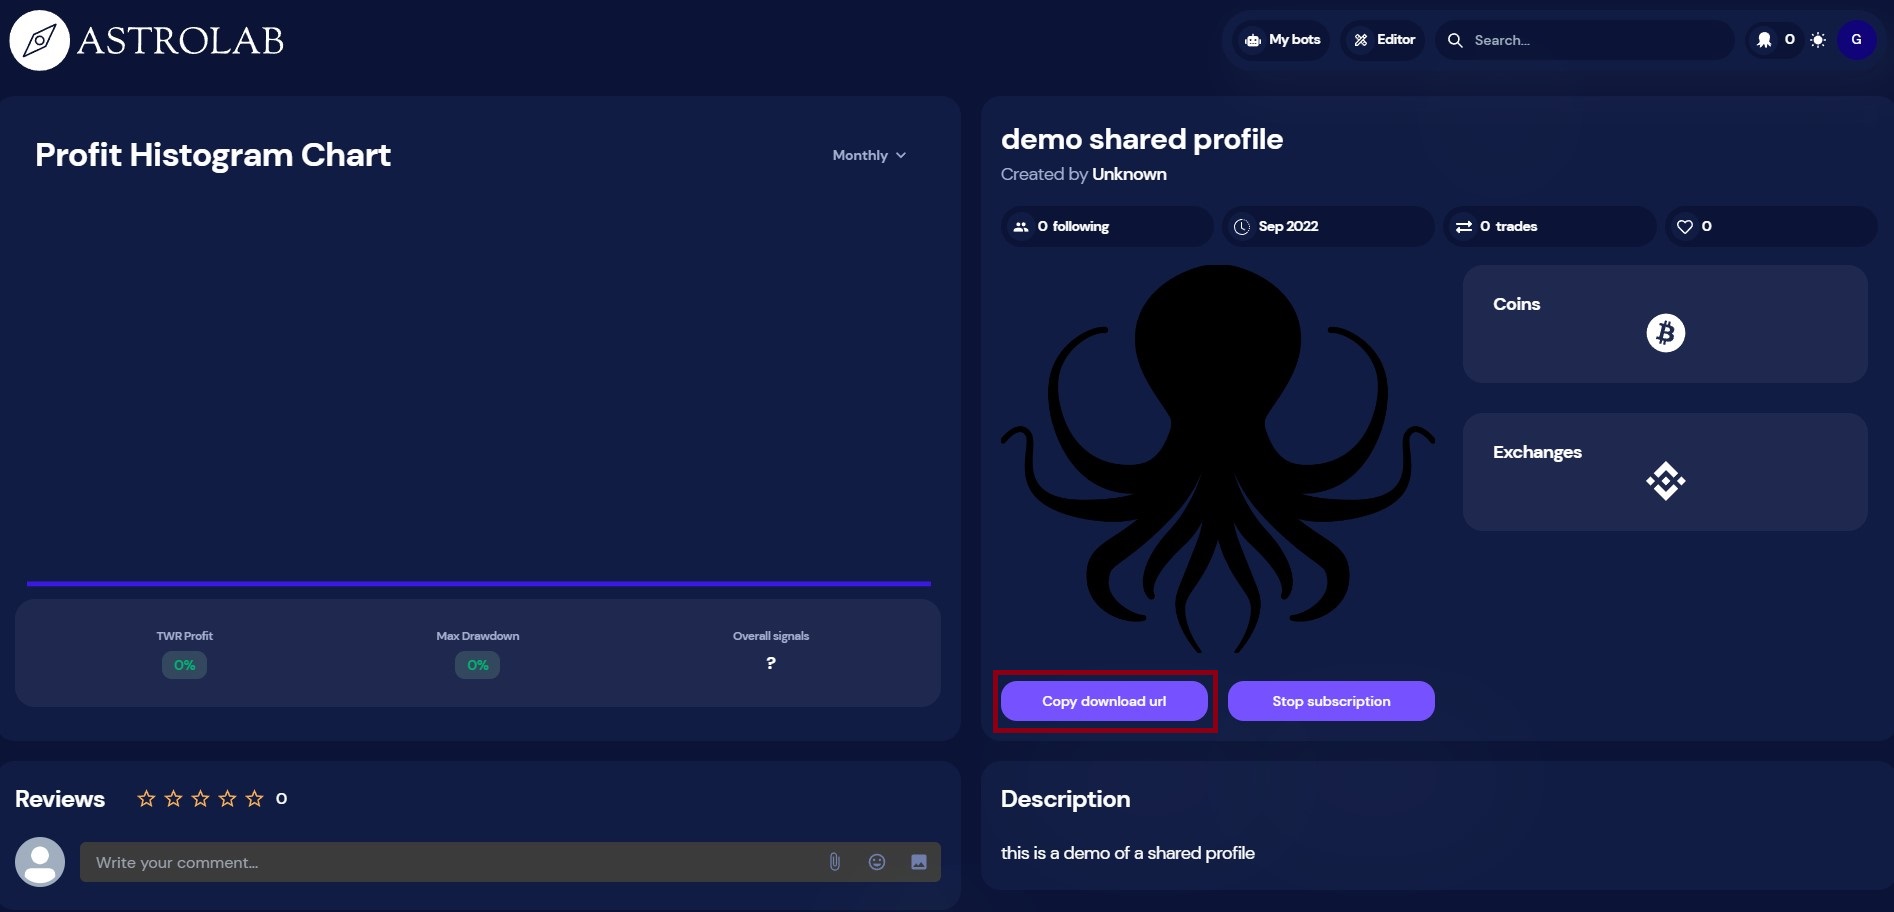 ASTROLAB
My bots
Editor
Search...
0
G
Profit Histogram Chart
Monthly
TWR Profit
0%
Max Drawdown
0%
Overall signals
?
demo shared profile
Created by Unknown
0 following
Sep 2022
0 trades
0
Coins
Exchanges
Copy download url
Stop subscription
Reviews
0
Write your comment...
Description
this is a demo of a shared profile